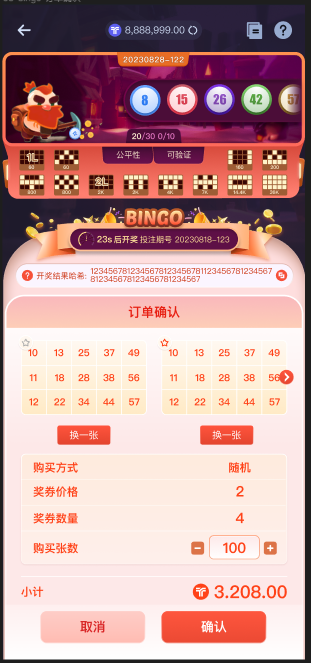 8,888,999.00
20230828-122
8 15 26 42 57
20/30 0/10
公平性 可验证
BINGO
23s 后开奖 投注期号 20230818-123
开奖结果哈希: 12345678123456781234567811234567812345678
订单确认
10 13 25 37 49 10 13 25 37 49
11 18 28 38 56 11 18 28 38 56
12 22 34 44 57 12 22 34 44 57
换一张 换一张
购买方式 随机
奖券价格 2
奖券数量 4
购买张数 100
小计 3.208.00
取消 确认